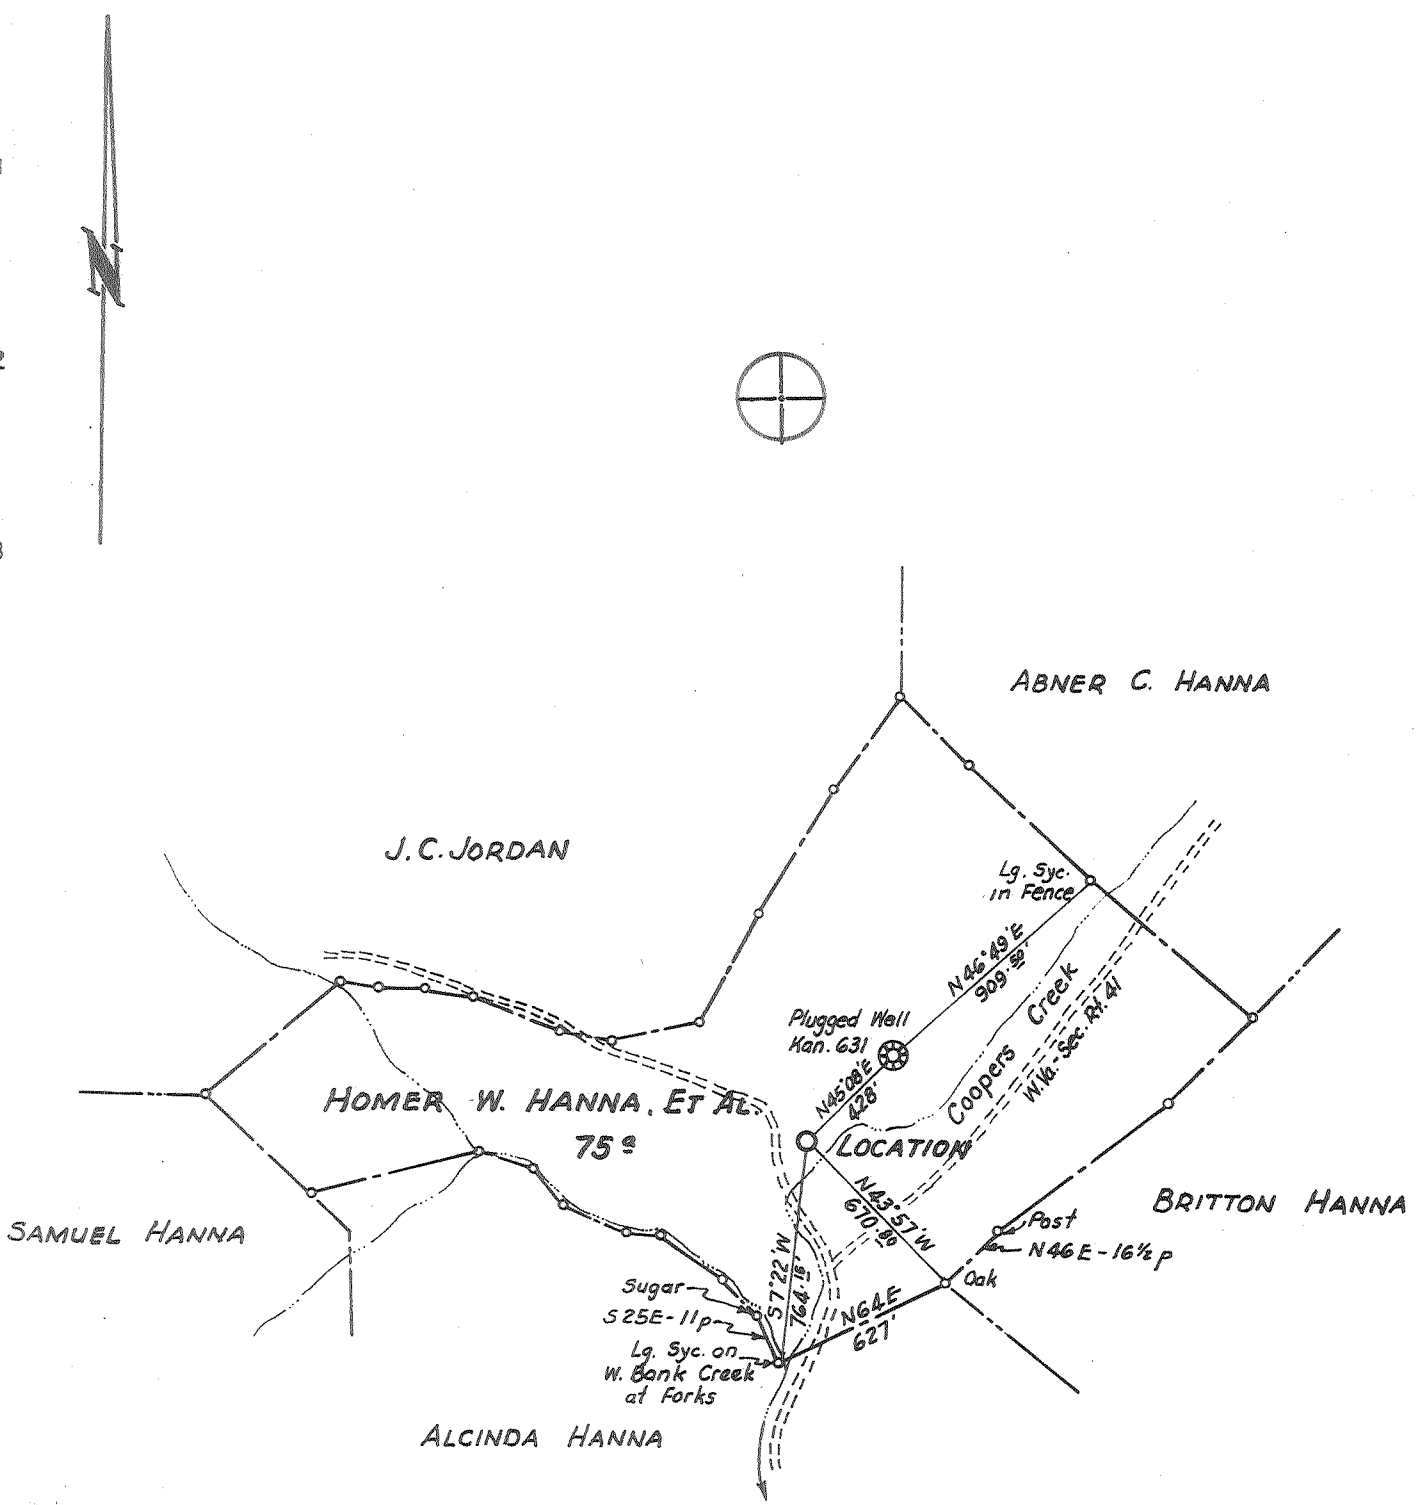 N
ABNER C. HANNA
J.C. JORDAN
Lg. Syc.
in Fence
N46°49'E
909.50'
Plugged Well
Kan. 631
N45°08'E
428'
Coopers Creek
W.Va.-Sec. Rt. 41
HOMER W. HANNA, ET AL.
75 a
LOCATION
N43°57'W
670.80
S7°22'W
764.16'
SAMUEL HANNA
BRITTON HANNA
Post
N46E-16½p
Oak
Sugar
S25E-11p
N64E
627'
Lg. Syc. on
W. Bank Creek
at Forks
ALCINDA HANNA